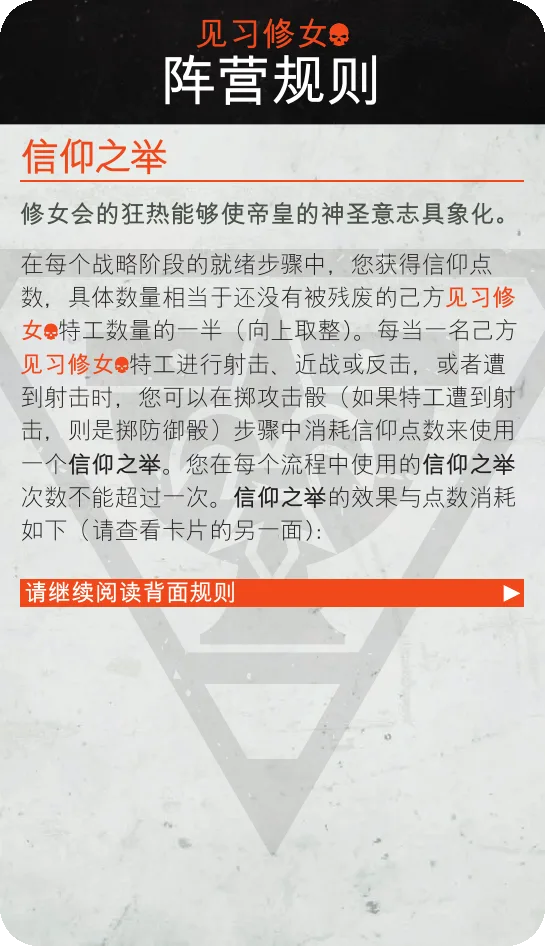 见习修女
阵营规则
信仰之举
修女会的狂热能够使帝皇的神圣意志具象化。
在每个战略阶段的就绪步骤中，您获得信仰点
数，具体数量相当于还没有被残废的己方见习修
女特工数量的一半（向上取整）。每当一名己方
见习修女特工进行射击、近战或反击，或者遭
到射击时，您可以在掷攻击骰（如果特工遭到射
击，则是掷防御骰）步骤中消耗信仰点数来使用
一个信仰之举。您在每个流程中使用的信仰之举
次数不能超过一次。信仰之举的效果与点数消耗
如下（请查看卡片的另一面）：
请继续阅读背面规则